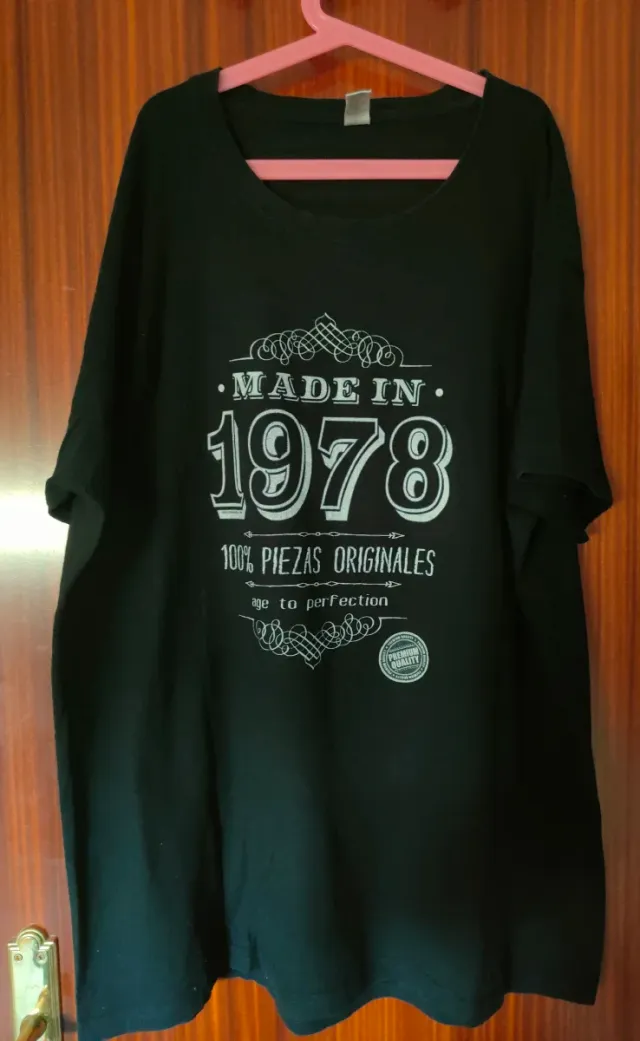 • MADE IN •
1978
100% PIEZAS ORIGINALES
age to perfection
PREMIUM
QUALITY